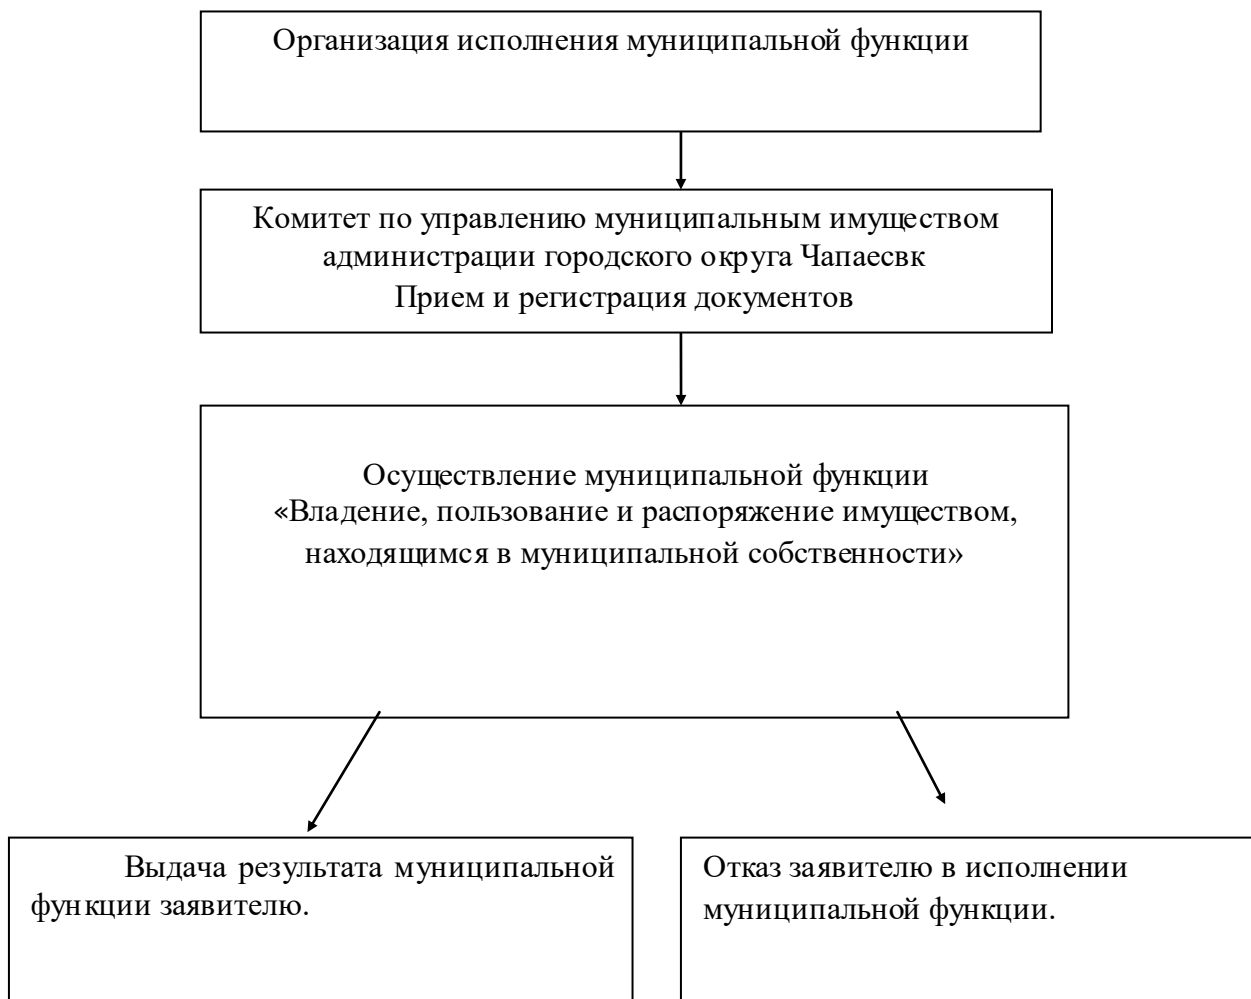 Организация исполнения муниципальной функции
Комитет по управлению муниципальным имуществом
администрации городского округа Чапаесвк
Прием и регистрация документов
Осуществление муниципальной функции
«Владение, пользование и распоряжение имуществом,
находящимся в муниципальной собственности»
Выдача результата муниципальной
функции заявителю.
Отказ заявителю в исполнении
муниципальной функции.